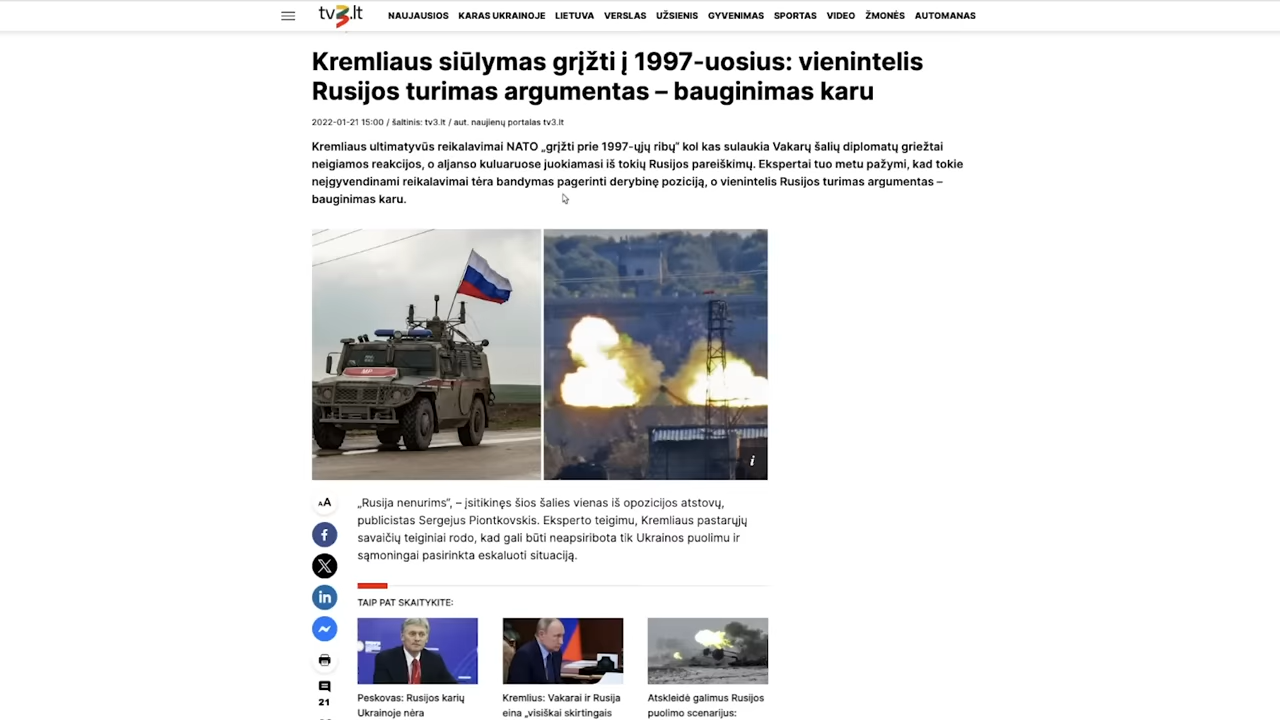 tv3.lt
NAUJAUSIOS KARAS UKRAINOJE LIETUVA VERSLAS UŽSIENIS GYVENIMAS SPORTAS VIDEO ŽMONĖS AUTOMANAS
Kremliaus siūlymas grįžti į 1997-uosius: vienintelis
Rusijos turimas argumentas – bauginimas karu
2022-01-21 15:00 / šaltinis: tv3.lt / aut. naujienų portalas tv3.lt
Kremliaus ultimatyvūs reikalavimai NATO „grįžti prie 1997-ųjų ribų“ kol kas sulaukia Vakarų šalių diplomatų griežtai
neigiamos reakcijos, o aljanso kuluaruose juokiamasi iš tokių Rusijos pareiškimų. Ekspertai tuo metu pažymi, kad tokie
neįgyvendinami reikalavimai tėra bandymas pagerinti derybinę poziciją, o vienintelis Rusijos turimas argumentas –
bauginimas karu.
i
AA
„Rusija nenurims“, – įsitikinęs šios šalies vienas iš opozicijos atstovų,
publicistas Sergejus Piontkovskis. Eksperto teigimu, Kremliaus pastarųjų
savaičių teiginiai rodo, kad gali būti neapsiribota tik Ukrainos puolimu ir
sąmoningai pasirinkta eskaluoti situaciją.
TAIP PAT SKAITYKITE:
21
Peskovas: Rusijos karių
Ukrainoje nėra
Kremlius: Vakarai ir Rusija
eina „visiškai skirtingais
Atskleidė galimus Rusijos
puolimo scenarijus: